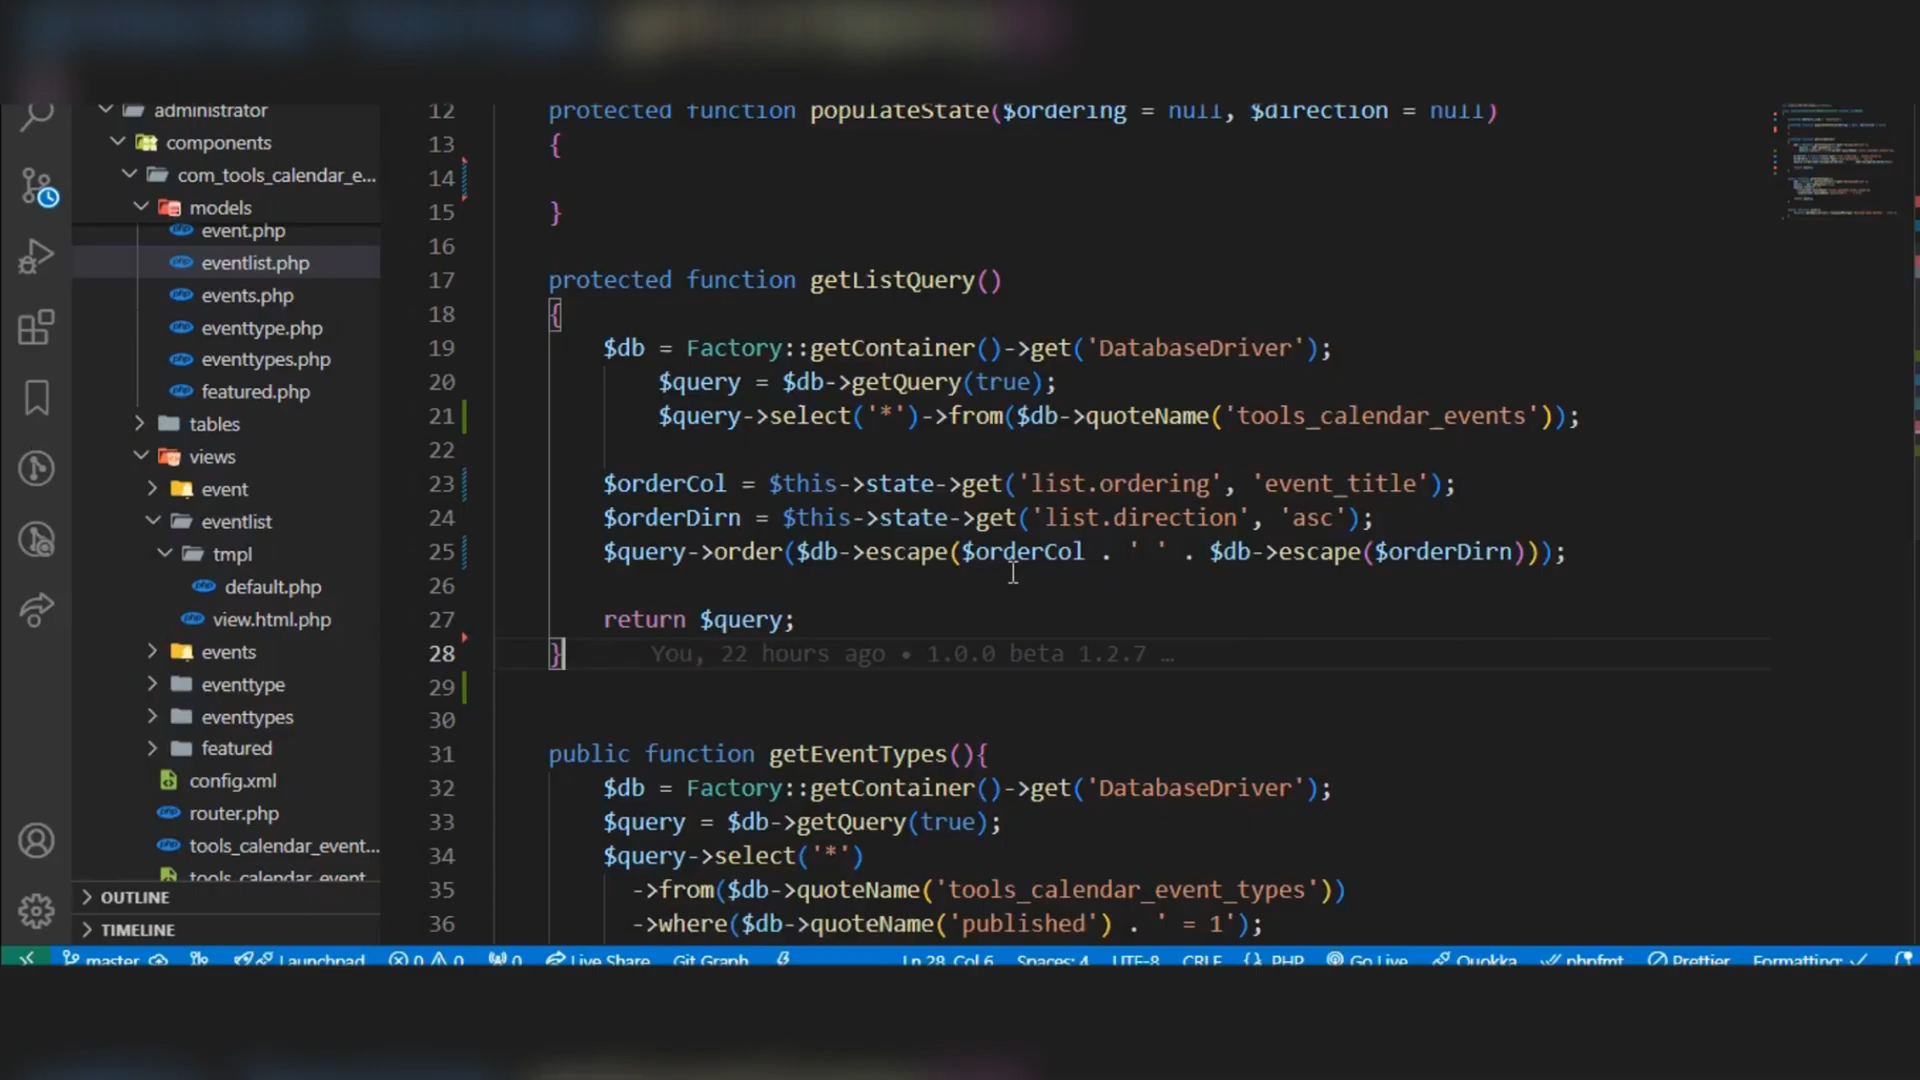 administrator
components
com_tools_calendar_e...
models
event.php
eventlist.php
events.php
eventtype.php
eventtypes.php
featured.php
tables
views
event
eventlist
tmpl
default.php
view.html.php
events
eventtype
eventtypes
featured
config.xml
router.php
tools_calendar_event...
tools_calendar_event
OUTLINE
TIMELINE
12 protected function populateState($ordering = null, $direction = null)
13 {
14
15 }
16
17 protected function getListQuery()
18 {
19 $db = Factory::getContainer()->get('DatabaseDriver');
20 $query = $db->getQuery(true);
21 $query->select('*')->from($db->quoteName('tools_calendar_events'));
22
23 $orderCol = $this->state->get('list.ordering', 'event_title');
24 $orderDirn = $this->state->get('list.direction', 'asc');
25 $query->order($db->escape($orderCol . ' ' . $db->escape($orderDirn)));
26
27 return $query;
28 } You, 22 hours ago • 1.0.0 beta 1.2.7 …
29
30
31 public function getEventTypes(){
32 $db = Factory::getContainer()->get('DatabaseDriver');
33 $query = $db->getQuery(true);
34 $query->select('*')
35 ->from($db->quoteName('tools_calendar_event_types'))
36 ->where($db->quoteName('published') . ' = 1');
master Launchpad 0 0 0 Live Share Git Graph Ln 28, Col 6 Spaces: 4 UTF-8 CRLF {} PHP Go Live Quokka phpfmt Prettier Formatting: ✓